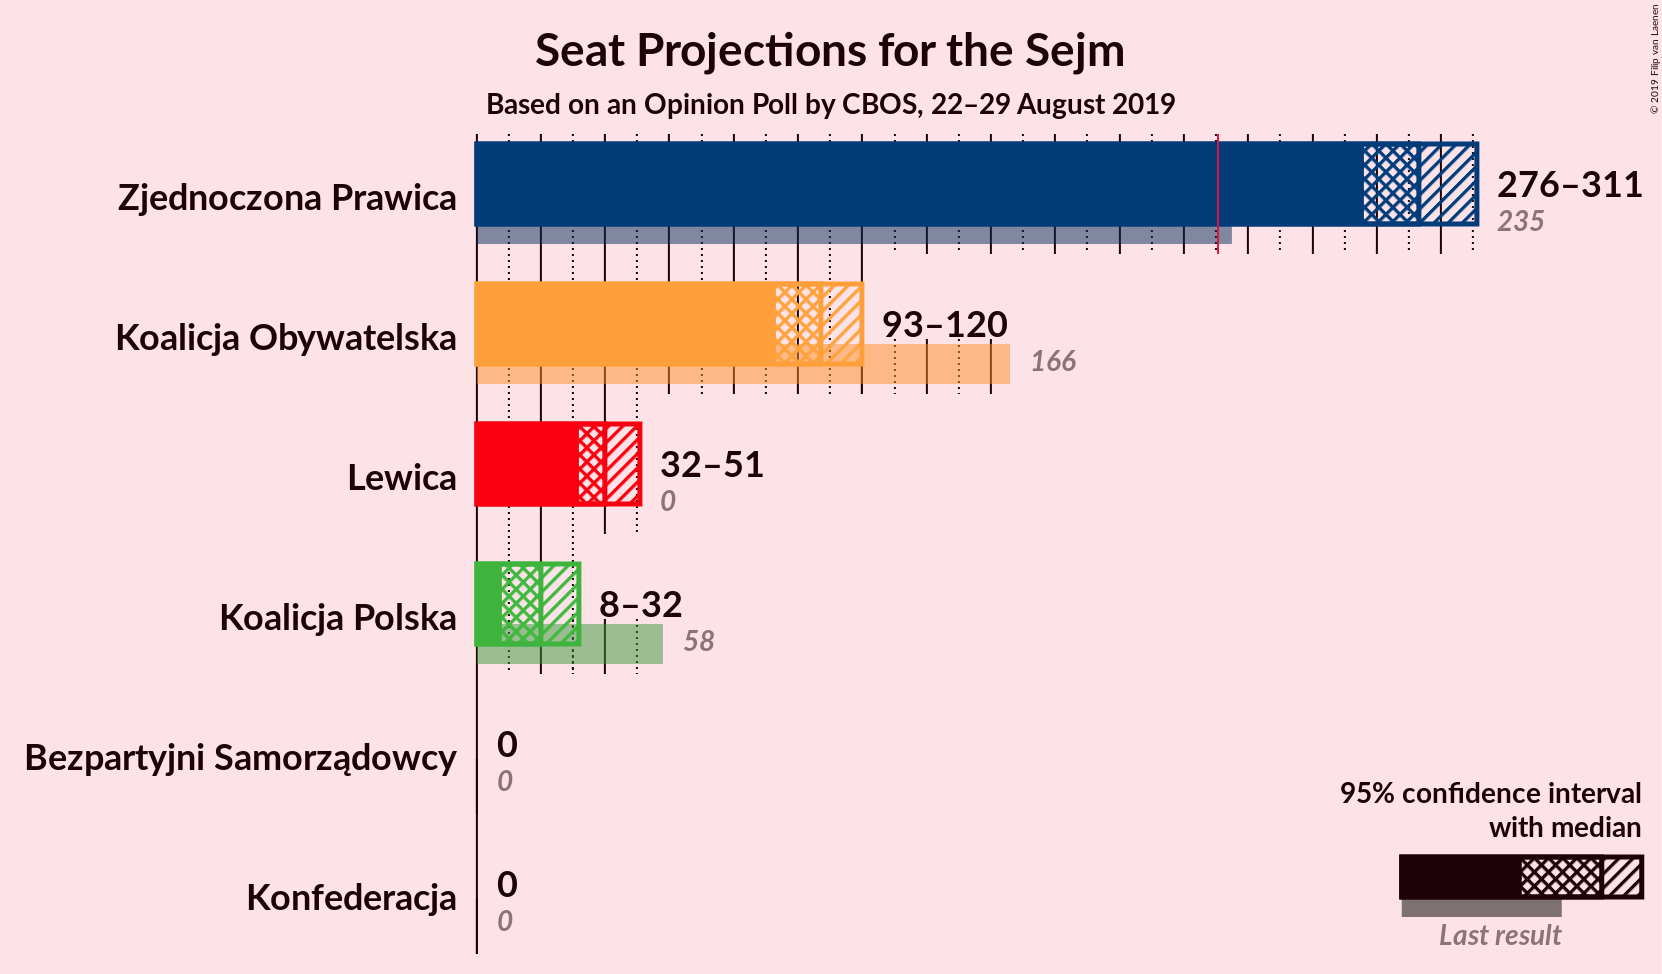 Seat Projections for the Sejm
Based on an Opinion Poll by CBOS, 22–29 August 2019
© 2019 Filip van Laenen
Zjednoczona Prawica
276–311
235
Koalicja Obywatelska
93–120
166
Lewica
32–51
0
Koalicja Polska
8–32
58
Bezpartyjni Samorządowcy
0
0
Konfederacja
0
0
95% confidence interval
with median
Last result